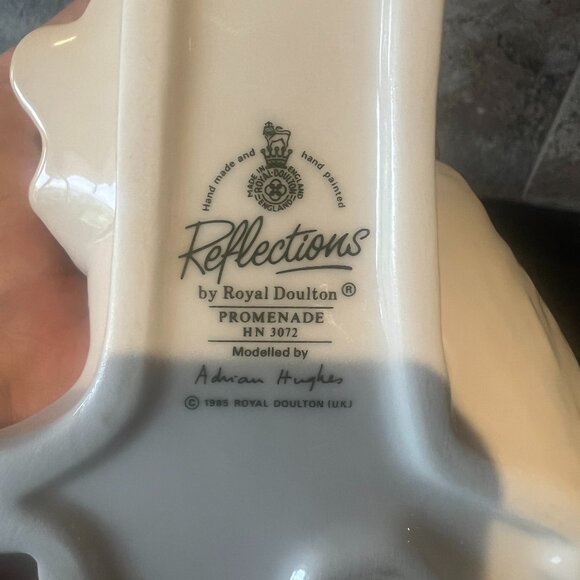 Hand made and hand painted
MADE IN ENGLAND
ROYAL DOULTON
ENGLAND
Reflections
by Royal Doulton ®
PROMENADE
HN 3072
Modelled by
Adrian Hughes
© 1985 ROYAL DOULTON (U.K.)